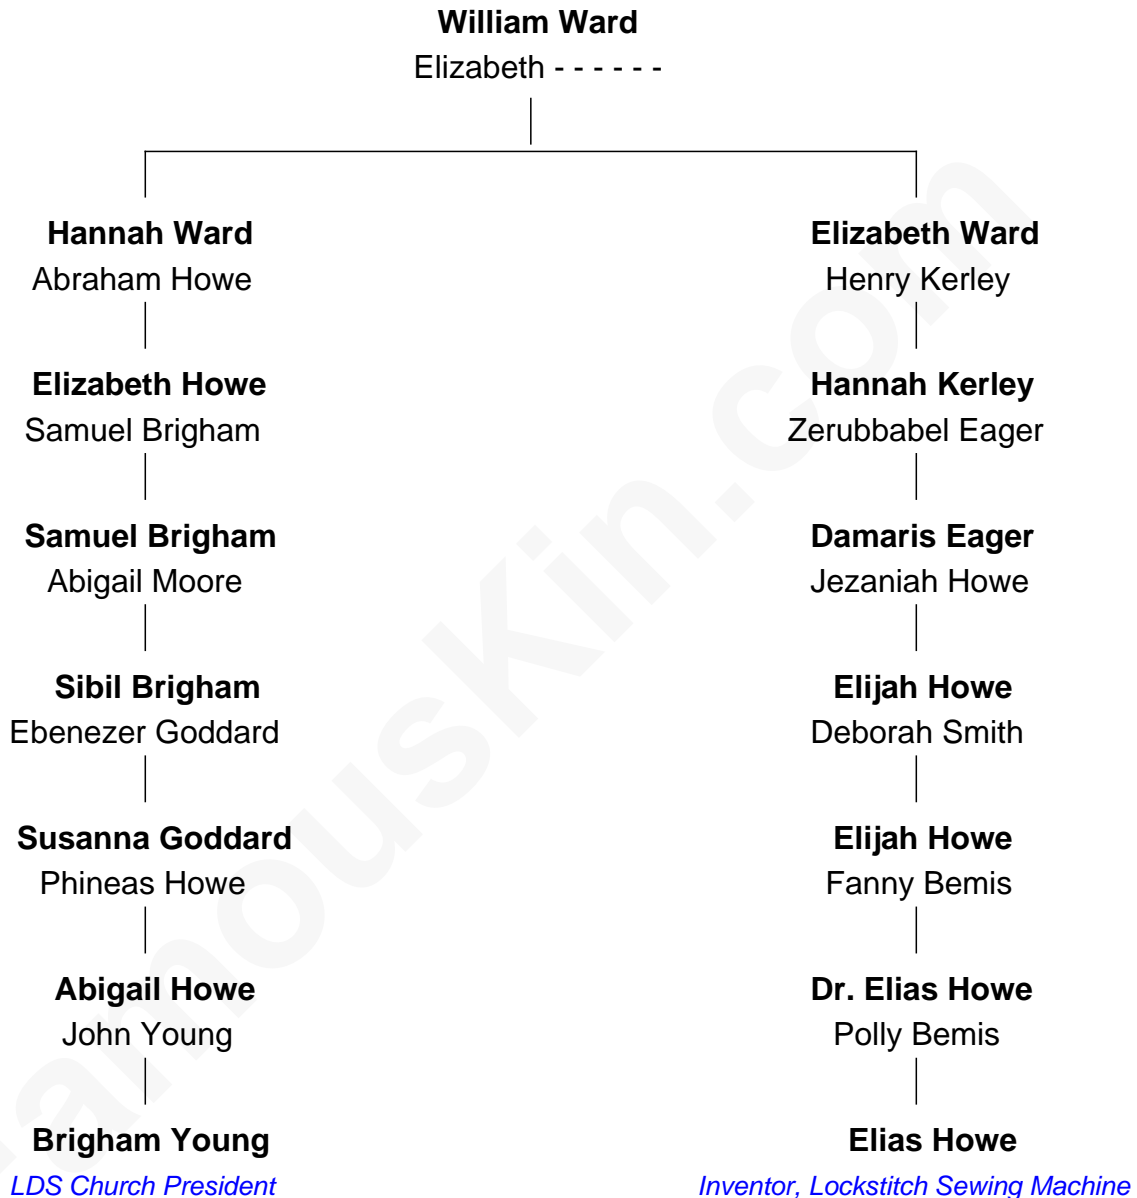 William Ward
Elizabeth - - - - - -
Hannah Ward
Abraham Howe
Elizabeth Ward
Henry Kerley
Elizabeth Howe
Samuel Brigham
Hannah Kerley
Zerubbabel Eager
Samuel Brigham
Abigail Moore
Damaris Eager
Jezaniah Howe
Sibil Brigham
Ebenezer Goddard
Elijah Howe
Deborah Smith
Susanna Goddard
Phineas Howe
Elijah Howe
Fanny Bemis
Abigail Howe
John Young
Dr. Elias Howe
Polly Bemis
Brigham Young
LDS Church President
Elias Howe
Inventor, Lockstitch Sewing Machine
FamousKin.com